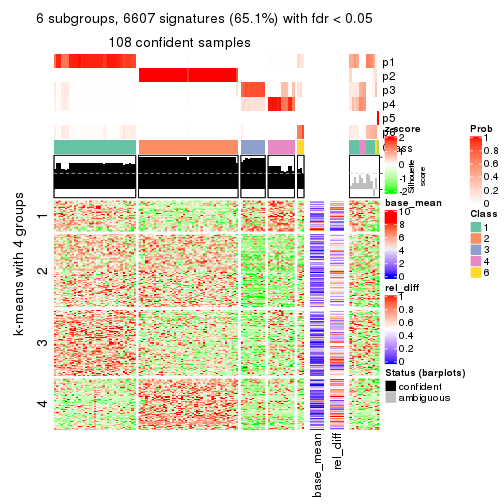 6 subgroups, 6607 signatures (65.1%) with fdr < 0.05
108 confident samples
p1
p2
p3
p4
p5
p6
Class
Silhouette
score
k-means with 4 groups
1
2
3
4
base_mean
rel_diff
z-score
2
1
0
-1
-2
base_mean
10
8
6
4
2
0
rel_diff
1
0.8
0.6
0.4
0.2
0
Status (barplots)
confident
ambiguous
Prob
1
0.8
0.6
0.4
0.2
0
Class
1
2
3
4
6